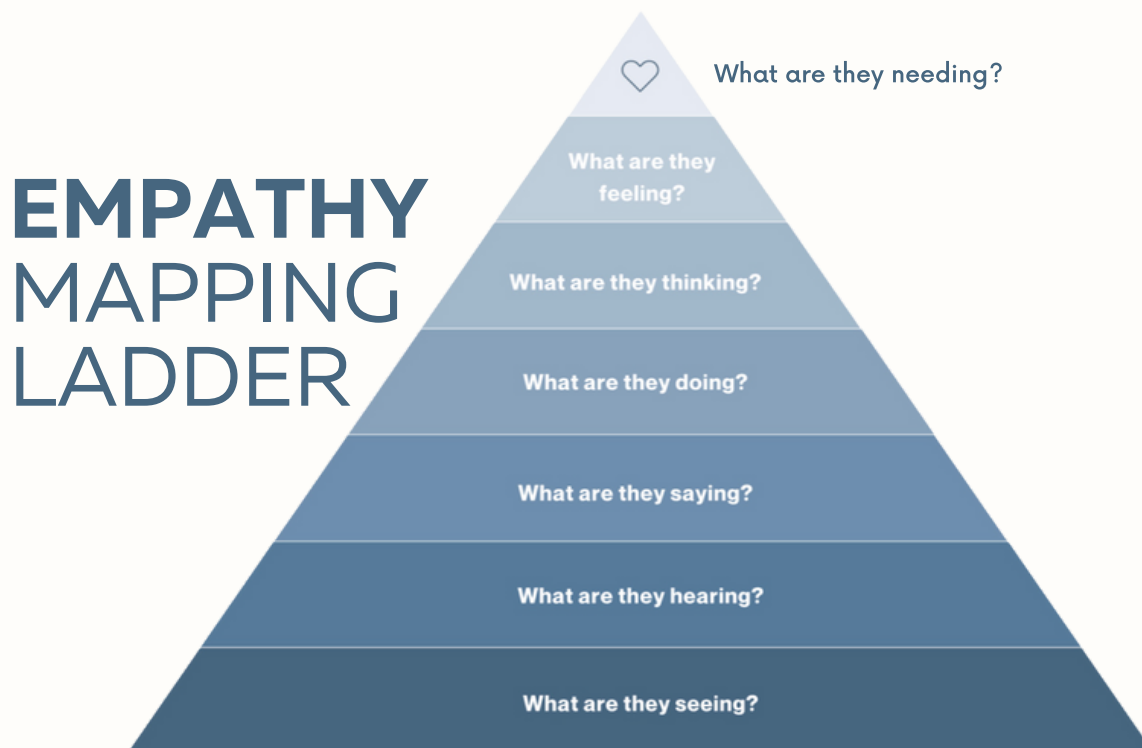 What are they needing?
What are they
feeling?
EMPATHY
MAPPING
LADDER
What are they thinking?
What are they doing?
What are they saying?
What are they hearing?
What are they seeing?